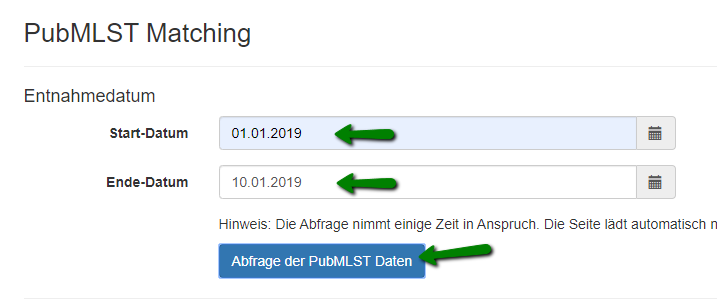 PubMLST Matching
Entnahmedatum
Start-Datum 01.01.2019
Ende-Datum 10.01.2019
Hinweis: Die Abfrage nimmt einige Zeit in Anspruch. Die Seite lädt automatisch
Abfrage der PubMLST Daten